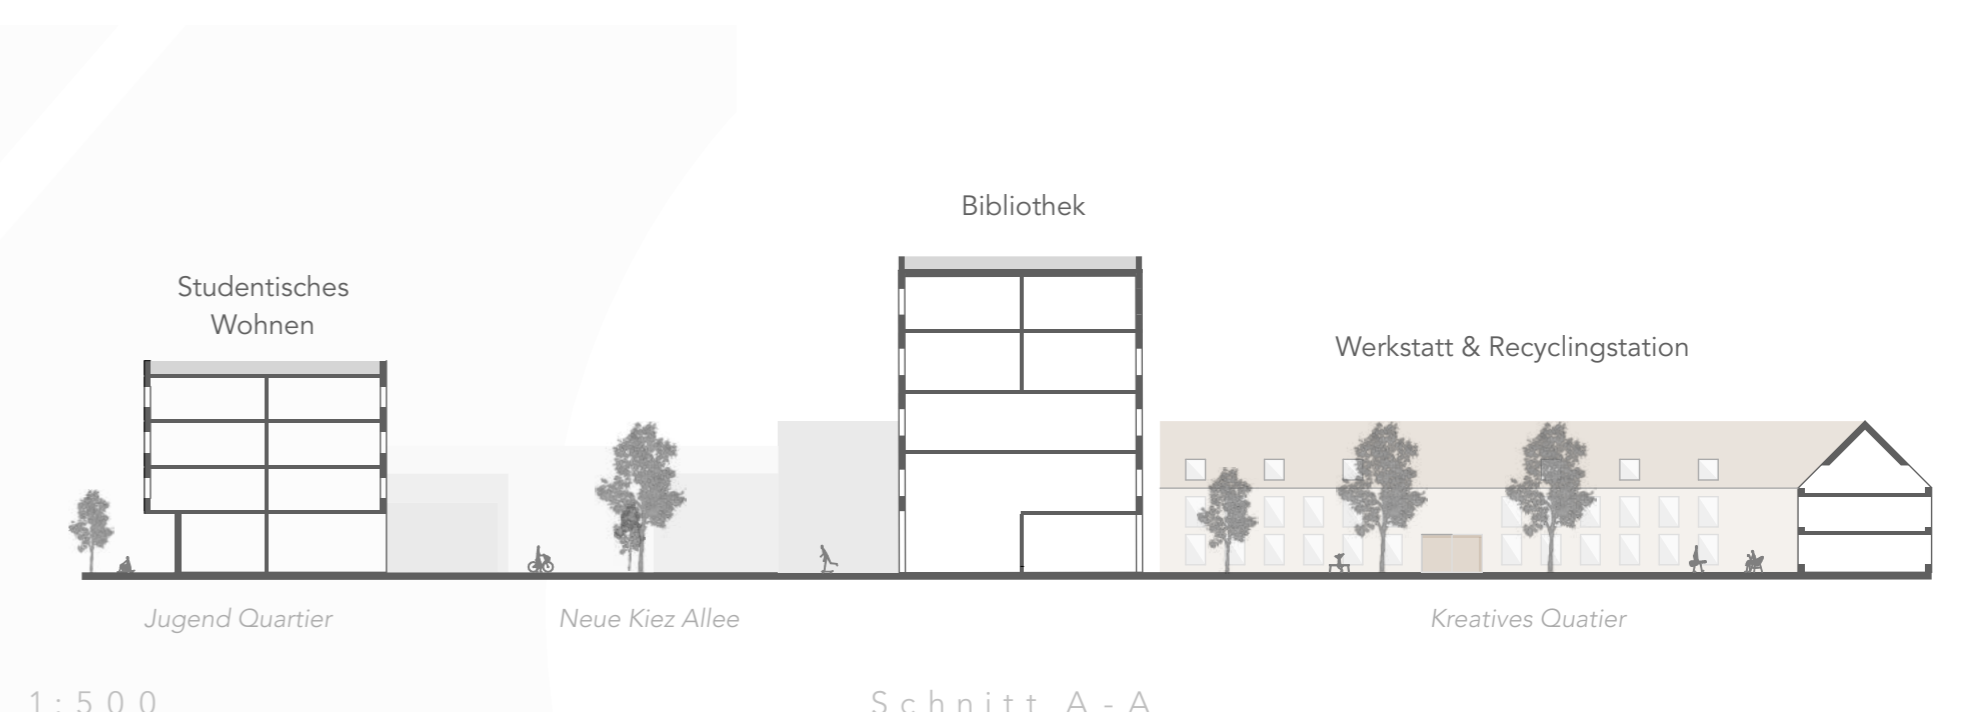 Bibliothek
Studentisches
Wohnen
Werkstatt & Recyclingstation
Jugend Quartier
Neue Kiez Allee
Kreatives Quatier
1:500
Schnitt A-A